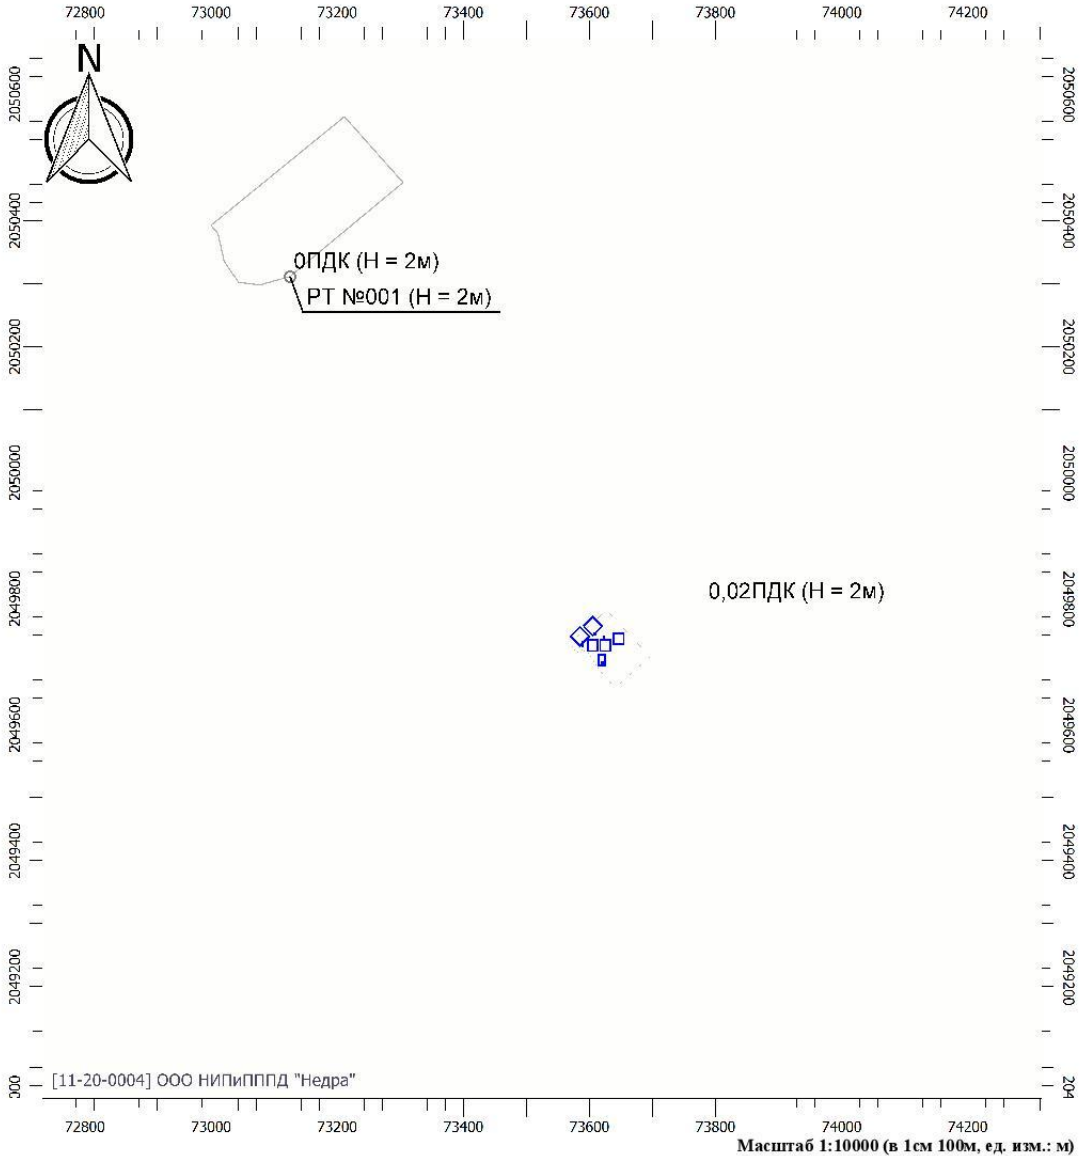 72800 73000 73200 73400 73600 73800 74000 74200
N
2050600 2050600
2050400 2050400
0ПДК (Н = 2м)
РТ №001 (Н = 2м)
2050200 2050200
2050000 2050000
0,02ПДК (Н = 2м)
2049800 2049800
2049600 2049600
2049400 2049400
2049200 2049200
[11-20-0004] ООО НИПиПППД "Недра"
000 204
72800 73000 73200 73400 73600 73800 74000 74200
Масштаб 1:10000 (в 1см 100м, ед. изм.: м)